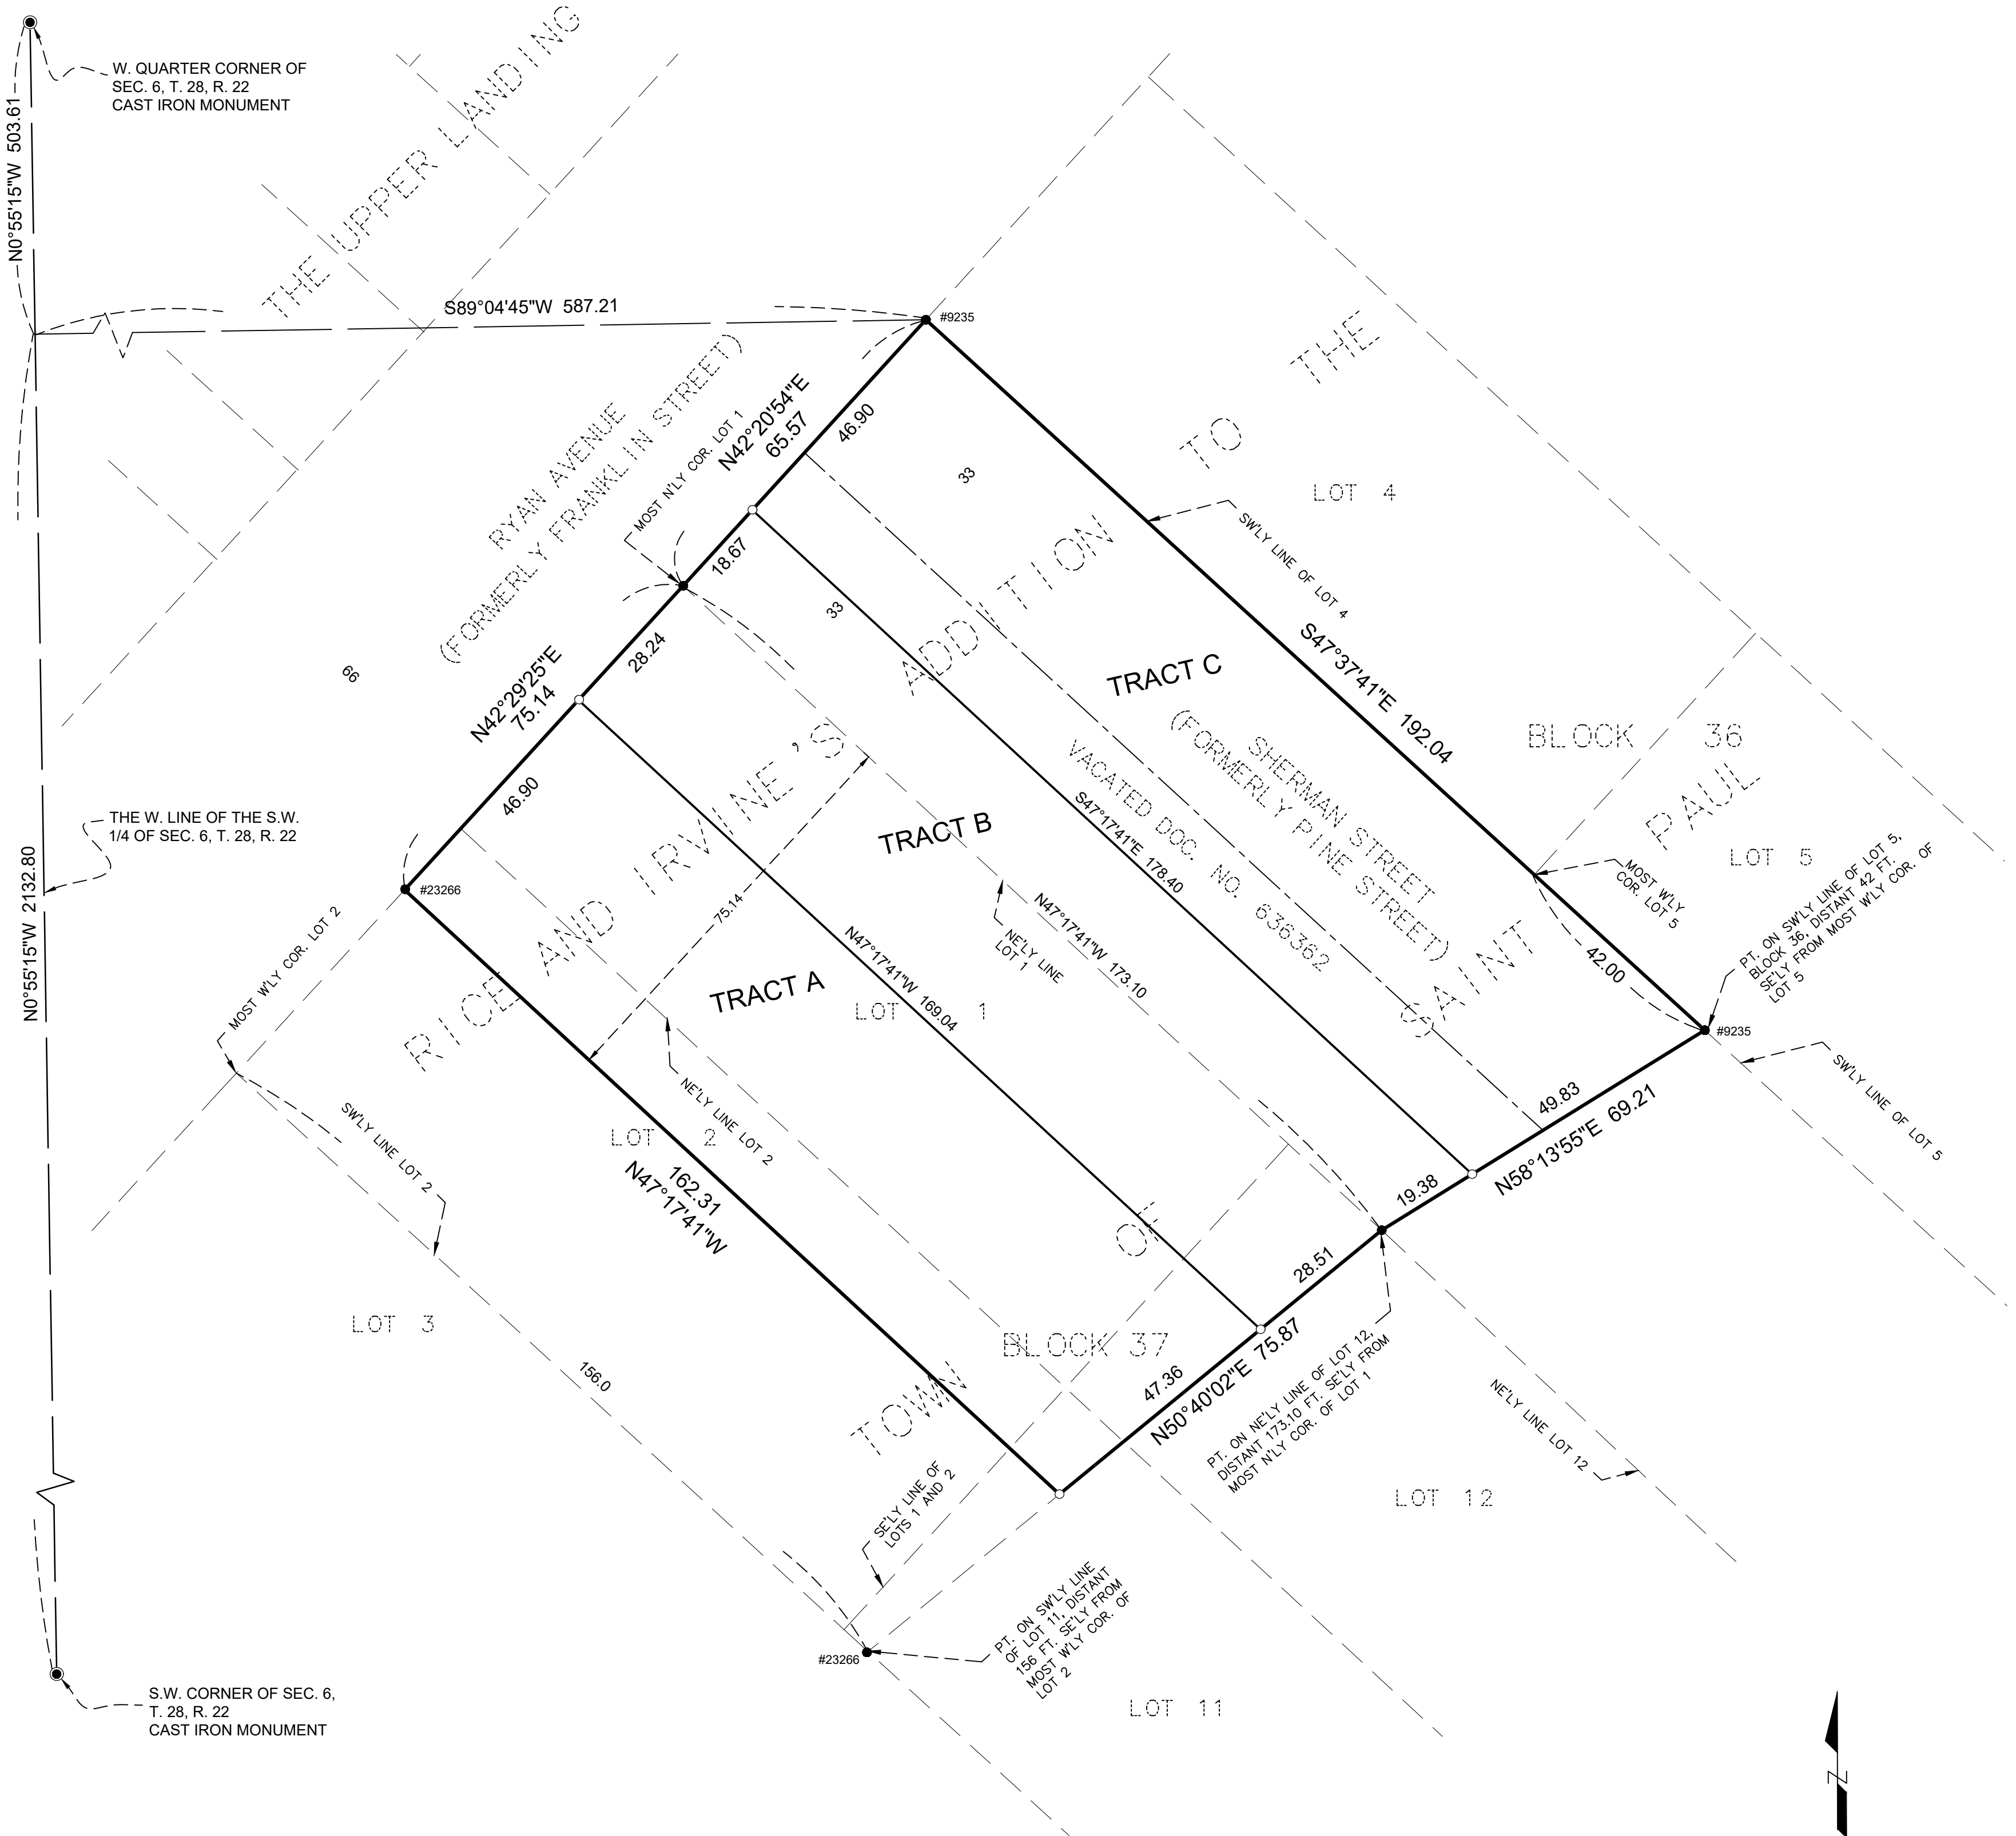 W. QUARTER CORNER OF
SEC. 6, T. 28, R. 22
CAST IRON MONUMENT
N0°55'15"W 503.61
THE UPPER LANDING
S89°04'45"W 587.21
#9235
RYAN AVENUE
(FORMERLY FRANKLIN STREET)
MOST N'LY COR. LOT 1
N42°20'54"E
65.57
46.90
18.67
33
33
66
N42°29'25"E
75.14
28.24
46.90
#23266
RICE AND IRVINE'S ADDITION TO THE
TOWN OF SAINT PAUL
LOT 4
SW'LY LINE OF LOT 4
S47°37'41"E 192.04
TRACT C
SHERMAN STREET
(FORMERLY PINE STREET)
VACATED DOC. NO. 636362
S47°17'41"E 178.40
BLOCK 36
LOT 5
MOST W'LY
COR. LOT 5
PT. ON SW'LY LINE OF LOT 5,
BLOCK 36, DISTANT 42 FT.
SE'LY FROM MOST W'LY COR. OF
LOT 5
42.00
#9235
SW'LY LINE OF LOT 5
TRACT B
N47°17'41"W 173.10
NE'LY LINE
LOT 1
75.14
N47°17'41"W 169.04
TRACT A
LOT 1
THE W. LINE OF THE S.W.
1/4 OF SEC. 6, T. 28, R. 22
N0°55'15"W 2132.80
MOST W'LY COR. LOT 2
SW'LY LINE LOT 2
NE'LY LINE LOT 2
LOT 2
162.31
N47°17'41"W
49.83
N58°13'55"E 69.21
19.38
28.51
N50°40'02"E 75.87
47.36
LOT 3
156.0
BLOCK 37
PT. ON NE'LY LINE OF LOT 12,
DISTANT 173.10 FT. SE'LY FROM
MOST N'LY COR. OF LOT 1
NE'LY LINE LOT 12
LOT 12
SE'LY LINE OF
LOTS 1 AND 2
#23266
PT. ON SW'LY LINE
OF LOT 11, DISTANT
156 FT. SE'LY FROM
MOST W'LY COR. OF
LOT 2
LOT 11
S.W. CORNER OF SEC. 6,
T. 28, R. 22
CAST IRON MONUMENT
N